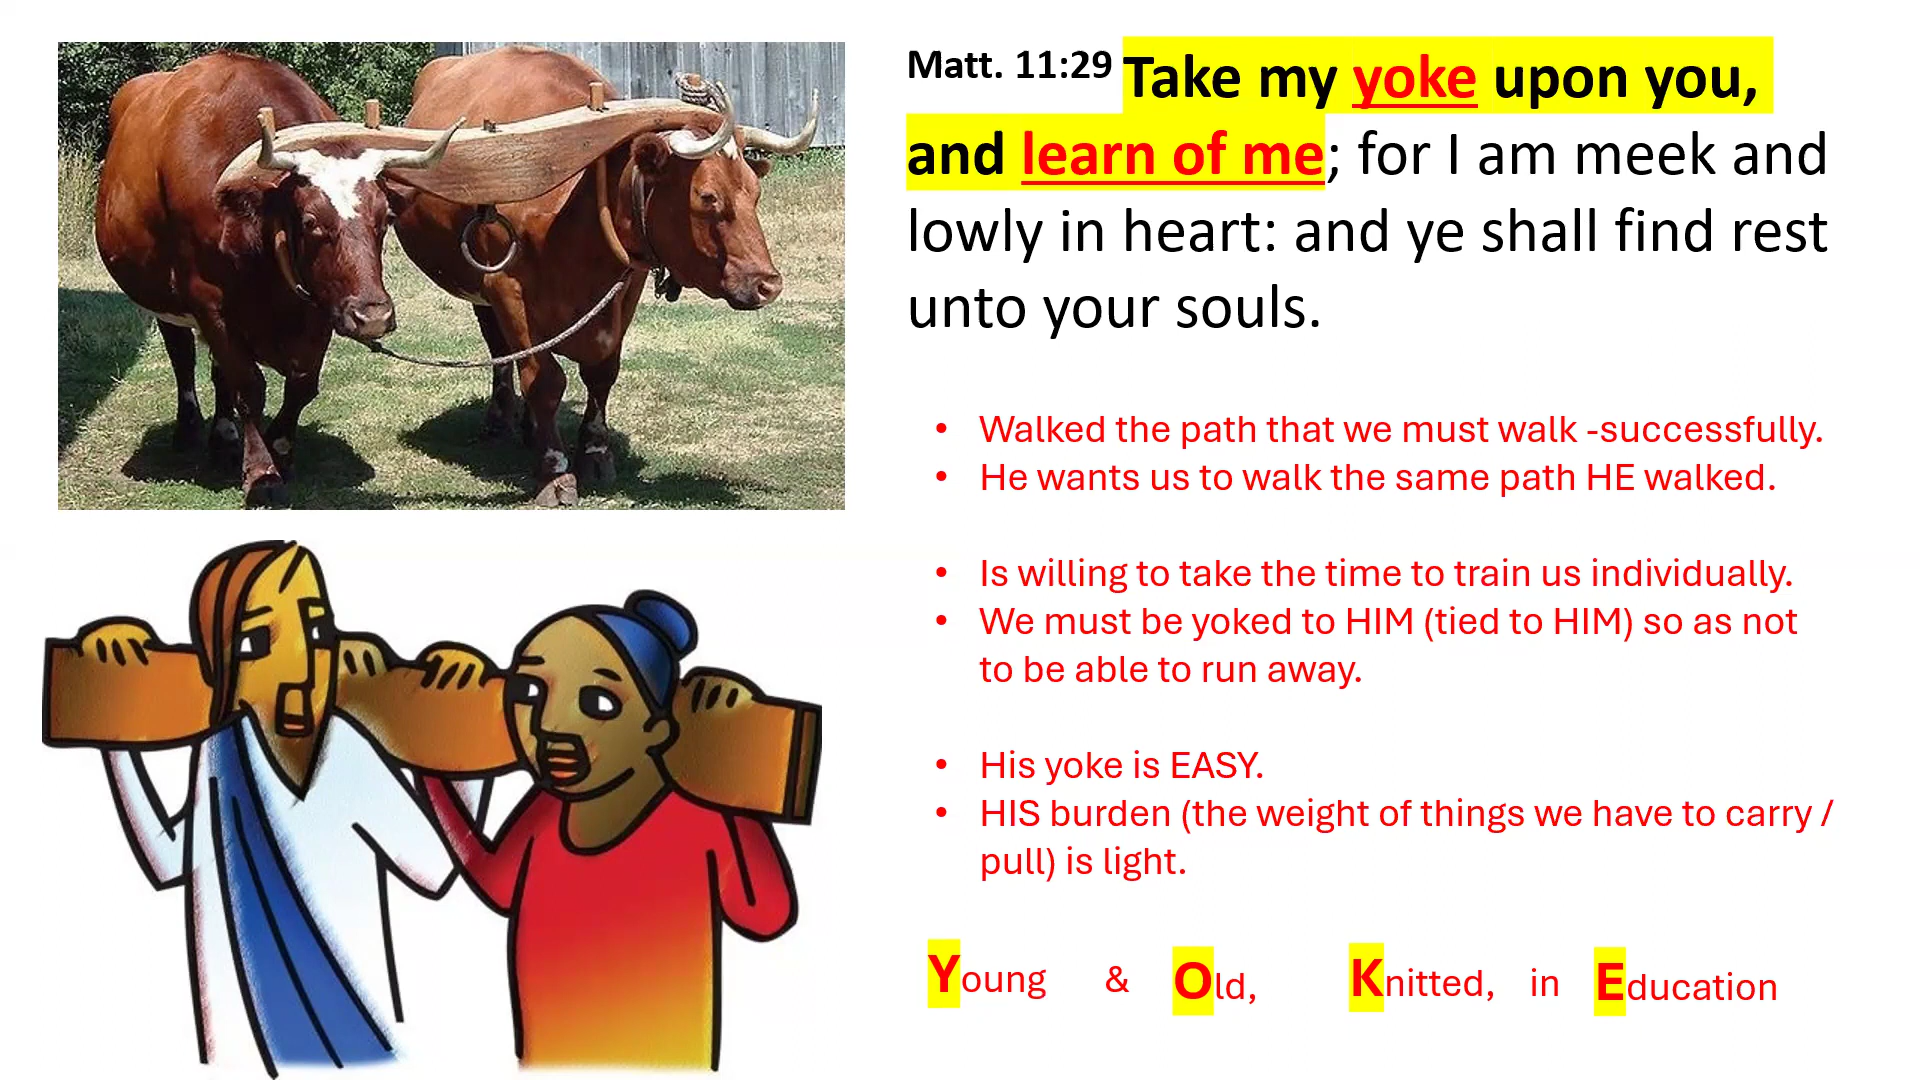 Matt. 11:29 Take my yoke upon you,
and learn of me; for I am meek and
lowly in heart: and ye shall find rest
unto your souls.
• Walked the path that we must walk -successfully.
• He wants us to walk the same path HE walked.
• Is willing to take the time to train us individually.
• We must be yoked to HIM (tied to HIM) so as not
to be able to run away.
• His yoke is EASY.
• HIS burden (the weight of things we have to carry /
pull) is light.
Young & Old, Knitted, in Education